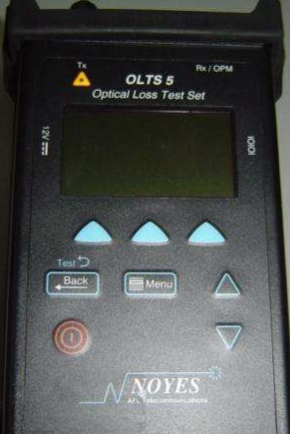 Tx
Rx / OPM
OLTS 5
Optical Loss Test Set
12V
IOIOI
Test
Back
Menu
NOYES
AFL Telecommunications